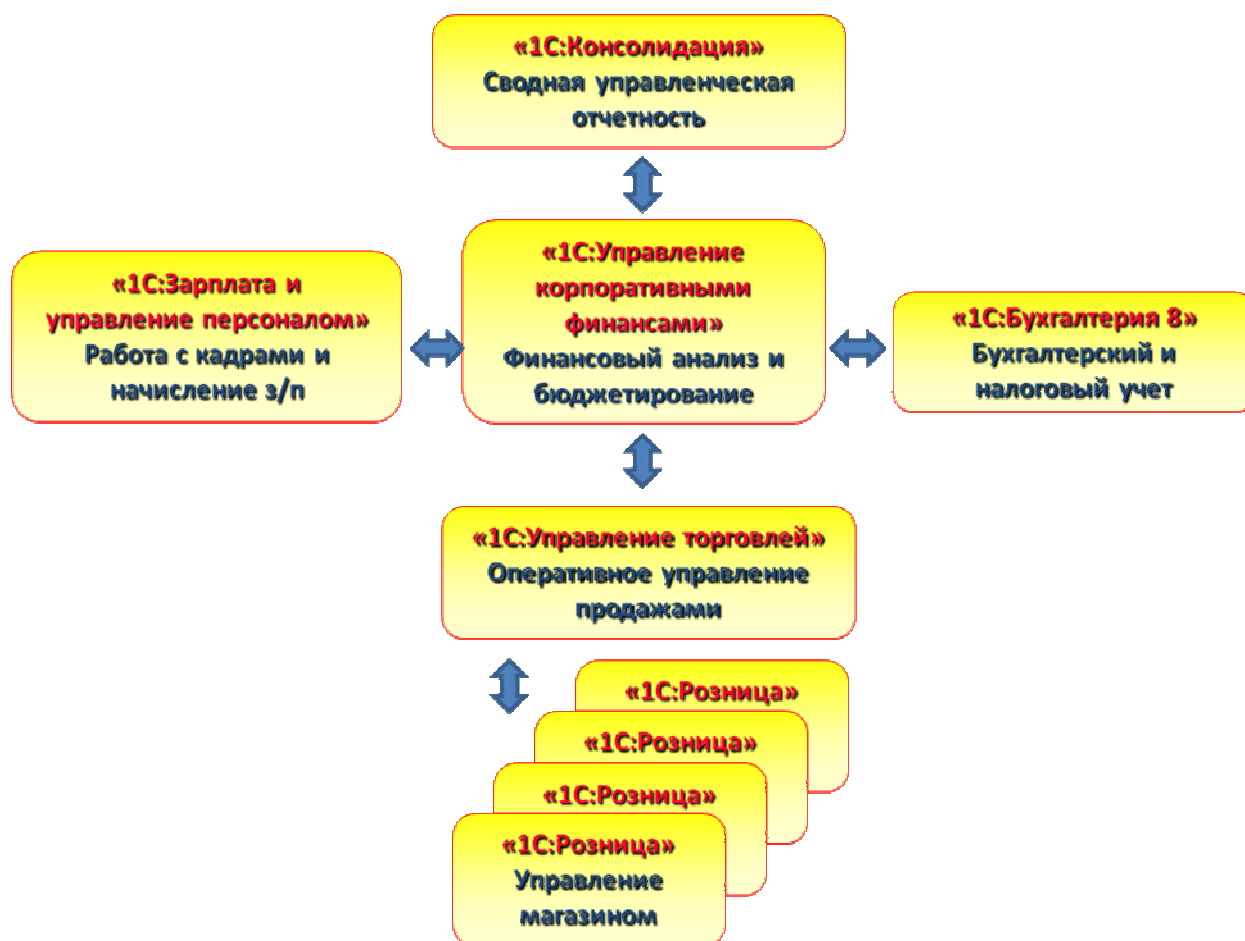 «1С:Консолидация»
Сводная управленческая
отчетность
«1С:Зарплата и
управление персоналом»
Работа с кадрами и
начисление з/п
«1С:Управление
корпоративными
финансами»
Финансовый анализ и
бюджетирование
«1С:Бухгалтерия 8»
Бухгалтерский и
налоговый учет
«1С:Управление торговлей»
Оперативное управление
продажами
«1С:Розница»
«1С:Розница»
«1С:Розница»
«1С:Розница»
Управление
магазином